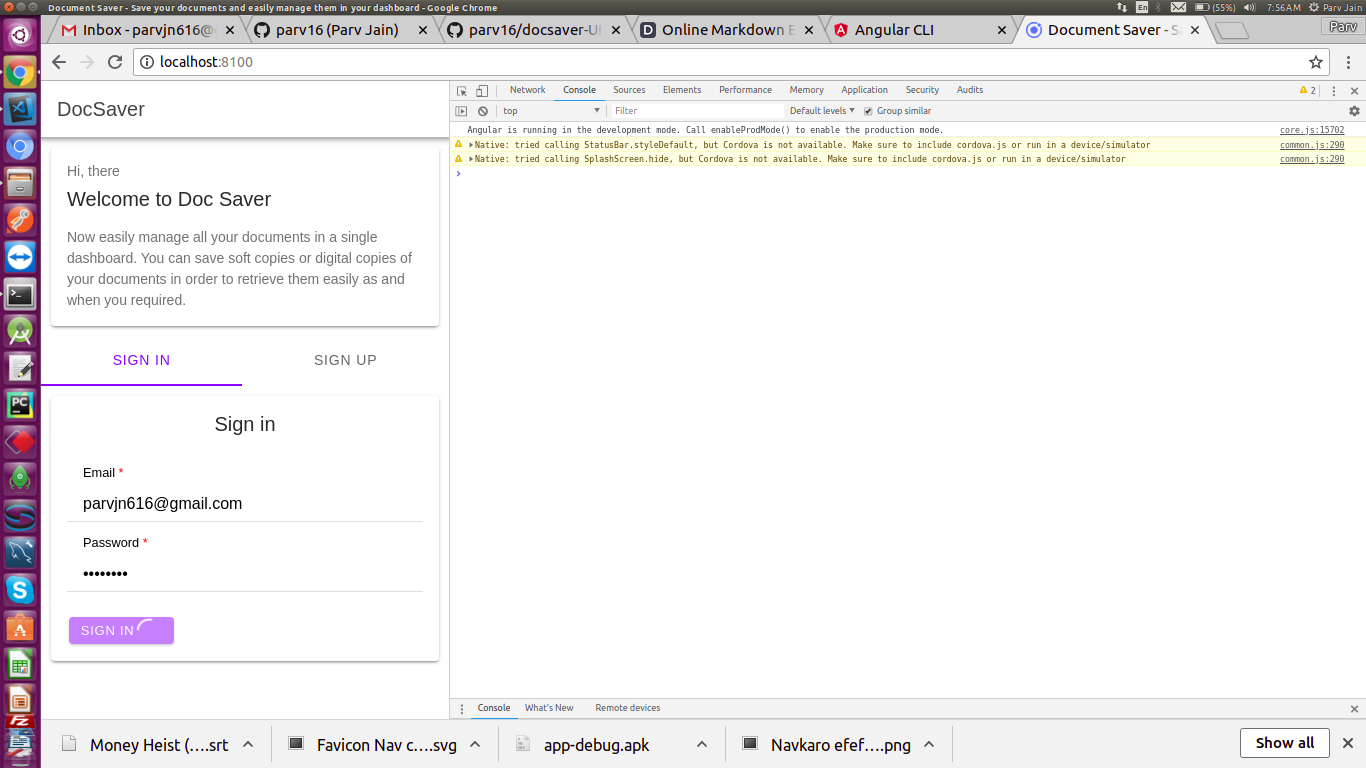 Document Saver - Save your documents and easily manage them in your dashboard - Google Chrome
En (55%) 7:56AM Parv Jain
Inbox - parvjn616@ parv16 (Parv Jain) parv16/docsaver-UI Online Markdown E Angular CLI Document Saver - Sa Parv
localhost:8100
DocSaver
Hi, there
Welcome to Doc Saver
Now easily manage all your documents in a single
dashboard. You can save soft copies or digital copies of
your documents in order to retrieve them easily as and
when you required.
SIGN IN SIGN UP
Sign in
Email *
parvjn616@gmail.com
Password *
••••••••
SIGN IN
Network Console Sources Elements Performance Memory Application Security Audits 2
top Filter Default levels Group similar
Angular is running in the development mode. Call enableProdMode() to enable the production mode. core.js:15702
Native: tried calling StatusBar.styleDefault, but Cordova is not available. Make sure to include cordova.js or run in a device/simulator common.js:290
Native: tried calling SplashScreen.hide, but Cordova is not available. Make sure to include cordova.js or run in a device/simulator common.js:290
Console What's New Remote devices
PC
Fz
Money Heist (....srt Favicon Nav c....svg app-debug.apk Navkaro efef....png Show all